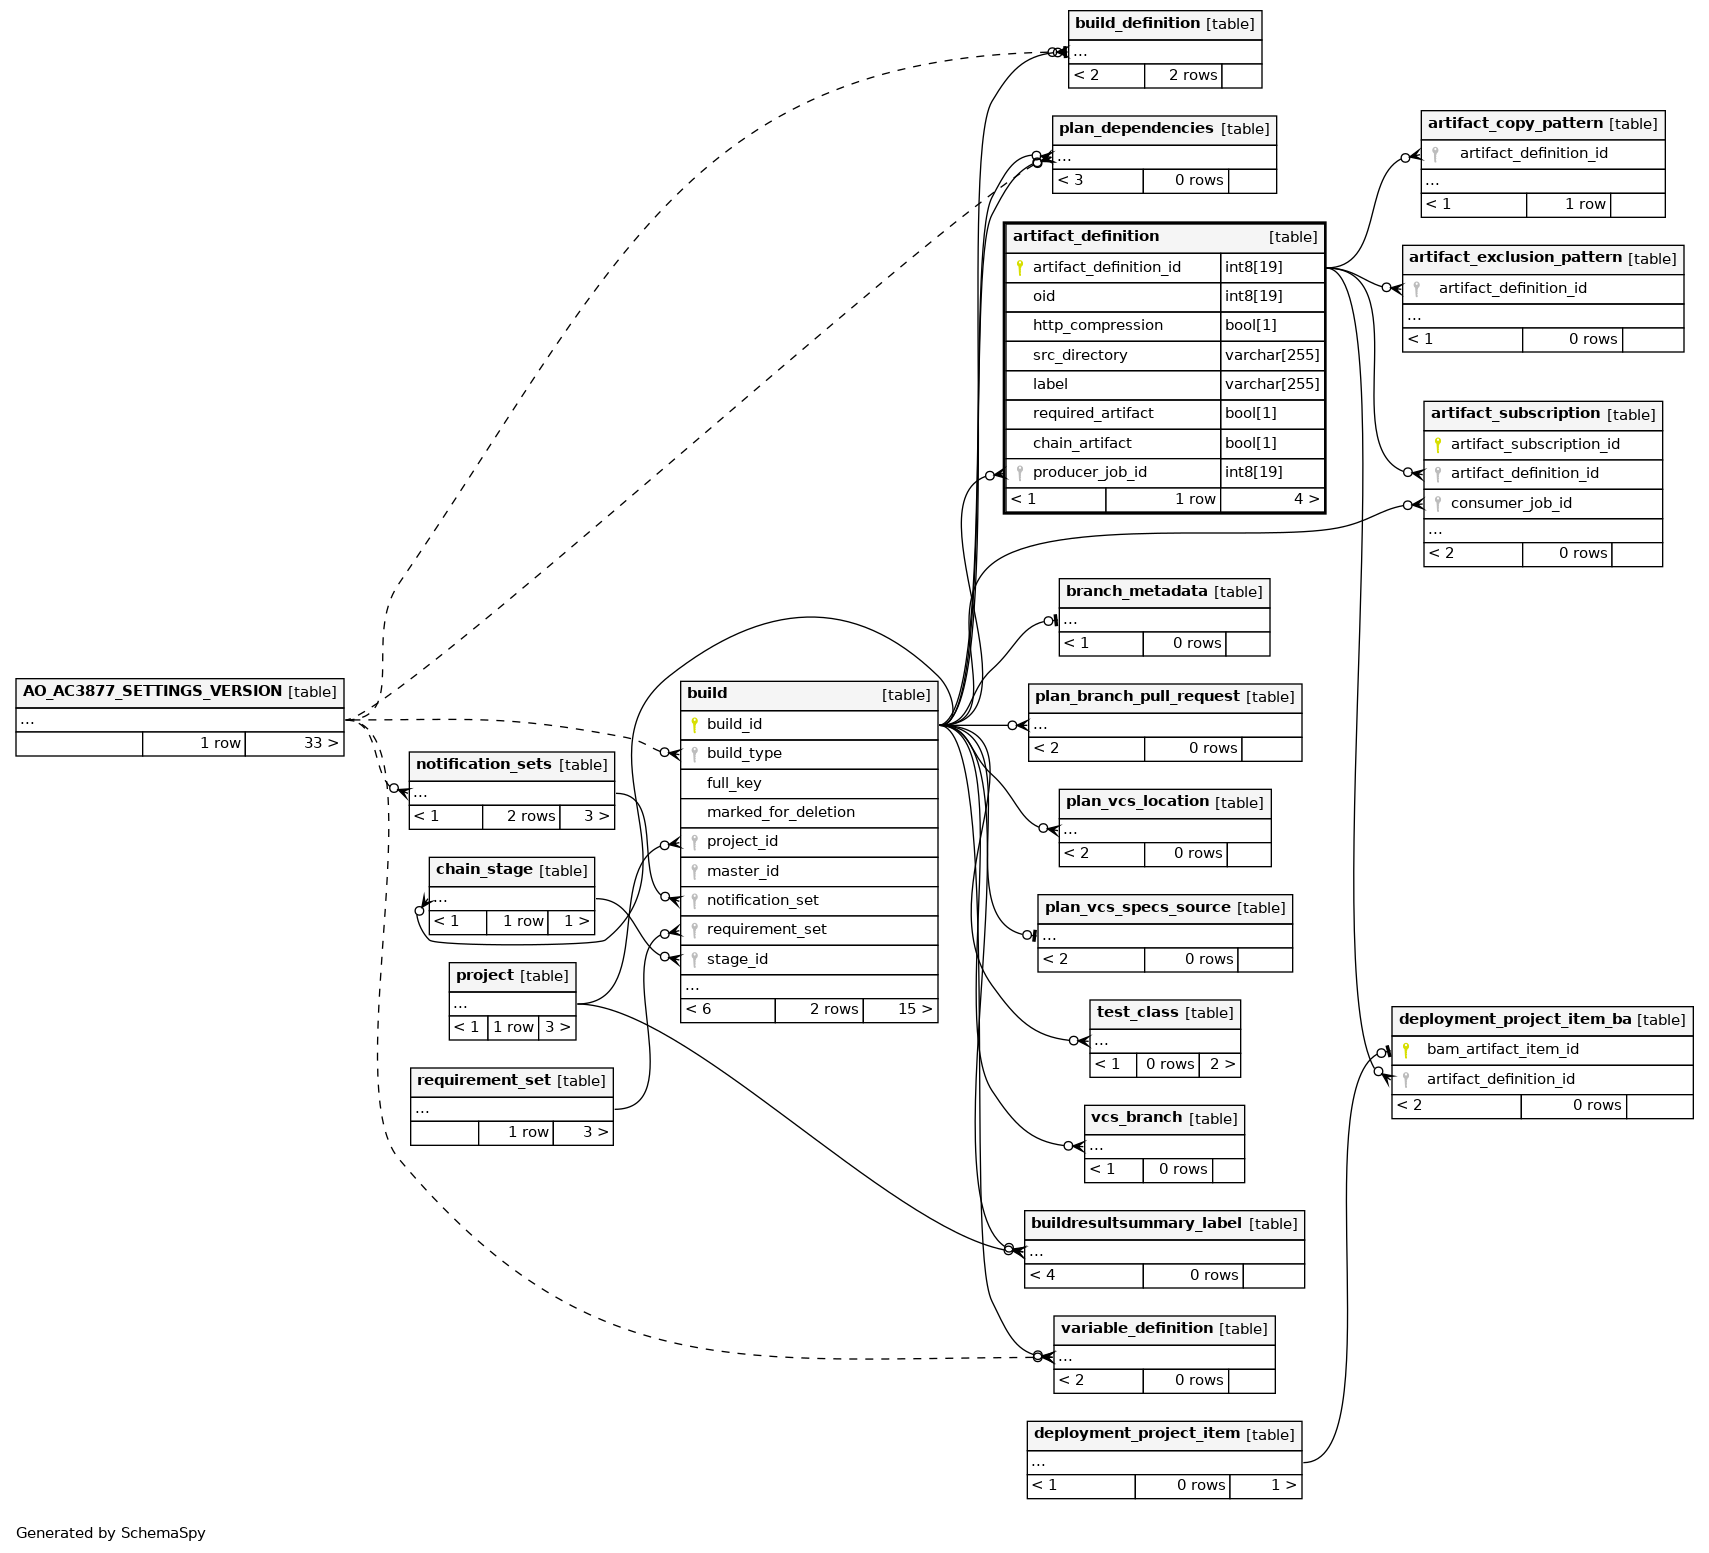 build_definition [table]
...
< 2 2 rows
plan_dependencies [table]
...
< 3 0 rows
artifact_copy_pattern [table]
artifact_definition_id
...
< 1 1 row
artifact_definition [table]
artifact_definition_id int8[19]
oid int8[19]
http_compression bool[1]
src_directory varchar[255]
label varchar[255]
required_artifact bool[1]
chain_artifact bool[1]
producer_job_id int8[19]
< 1 1 row 4 >
artifact_exclusion_pattern [table]
artifact_definition_id
...
< 1 0 rows
artifact_subscription [table]
artifact_subscription_id
artifact_definition_id
consumer_job_id
...
< 2 0 rows
branch_metadata [table]
...
< 1 0 rows
AO_AC3877_SETTINGS_VERSION [table]
...
1 row 33 >
build [table]
build_id
build_type
full_key
marked_for_deletion
project_id
master_id
notification_set
requirement_set
stage_id
...
< 6 2 rows 15 >
plan_branch_pull_request [table]
...
< 2 0 rows
notification_sets [table]
...
< 1 2 rows 3 >
plan_vcs_location [table]
...
< 2 0 rows
chain_stage [table]
...
< 1 1 row 1 >
plan_vcs_specs_source [table]
...
< 2 0 rows
project [table]
...
< 1 1 row 3 >
test_class [table]
...
< 1 0 rows 2 >
deployment_project_item_ba [table]
bam_artifact_item_id
artifact_definition_id
< 2 0 rows
requirement_set [table]
...
1 row 3 >
vcs_branch [table]
...
< 1 0 rows
buildresultsummary_label [table]
...
< 4 0 rows
variable_definition [table]
...
< 2 0 rows
deployment_project_item [table]
...
< 1 0 rows 1 >
Generated by SchemaSpy